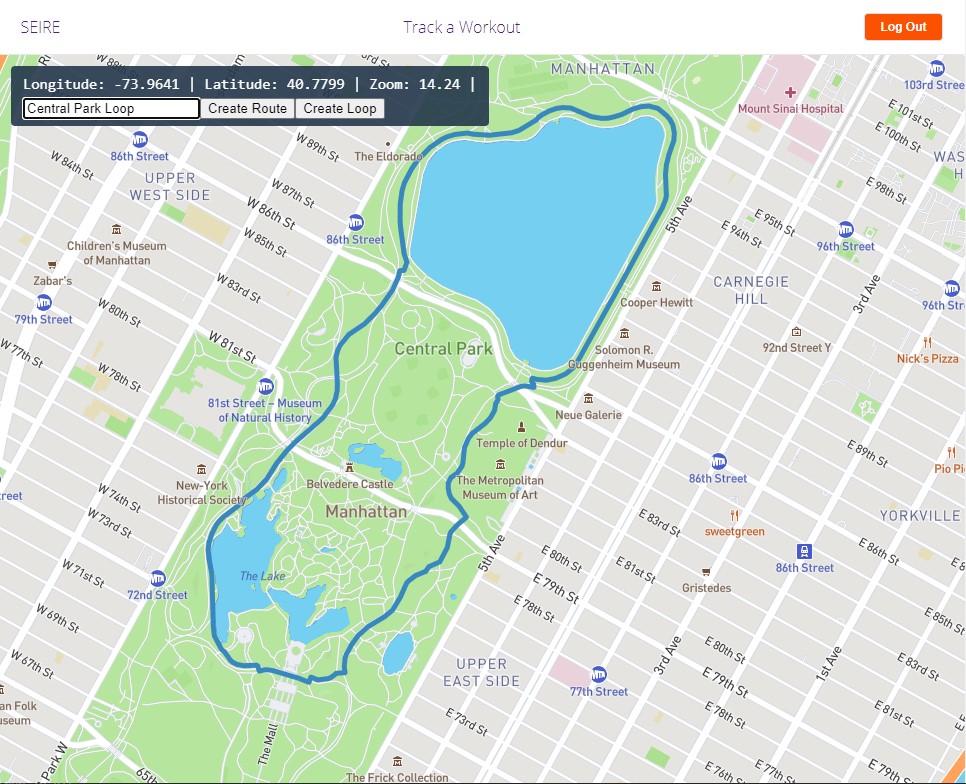 SEIRE
Track a Workout
Log Out
Longitude: -73.9641 | Latitude: 40.7799 | Zoom: 14.24 |
Central Park Loop
Create Route
Create Loop
MANHATTAN
103rd Stree
Mount Sinai Hospital
E 101st St
E 100th St
W 88th
W 89th St
The Eldorado
86th Street
W 84th St
UPPER
WEST SIDE
W 87th St
W 86th St
W 85th St
86th Street
E 98th St
E 95th St
E 94th St
5th Ave
96th Street
Children's Museum
of Manhattan
Zabar's
W 83rd St
79th Street
W 80th St
W 81st St
W 77th St
W 78th St
CARNEGIE
HILL
3rd Ave
96th Str
Cooper Hewitt
Solomon R.
Guggenheim Museum
92nd Street Y
Nick's Pizza
Central Park
81st Street – Museum
of Natural History
Neue Galerie
Temple of Dendur
The Metropolitan
Museum of Art
Belvedere Castle
Manhattan
New-York
Historical Society
W 74th St
W 73rd St
86th Street
E 89th St
Pio Pi
YORKVILLE
E 83rd St
sweetgreen
86th Street
E 86th St
5th Ave
E 80th St
E 81st St
E 79th St
E 78th St
Gristedes
The Lake
W 71st St
72nd Street
W 69th St
W 67th St
E 85th St
E 83rd St
E 80th St
3rd Ave
1st Ave
UPPER
EAST SIDE
77th Street
E 79th St
E 78th St
E 81st St
E 73rd St
an Folk
useum
The Mall
Park W
65th
The Frick Collection
E 77th St
E 76th St
E 79th